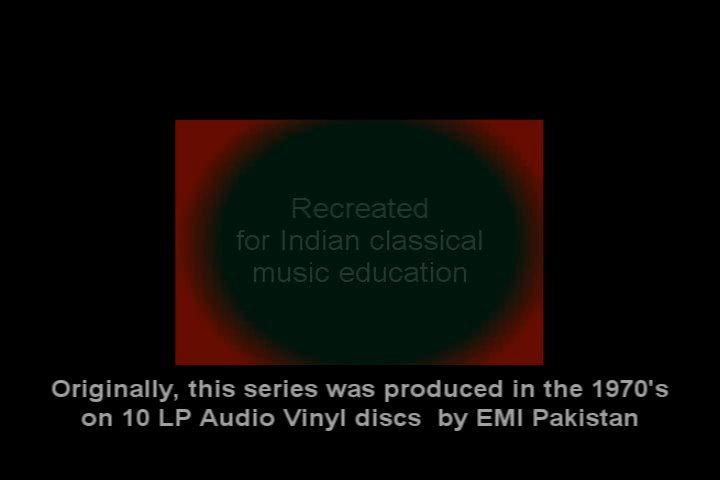 Recreated
for Indian classical
music education
Originally, this series was produced in the 1970's
on 10 LP Audio Vinyl discs  by EMI Pakistan